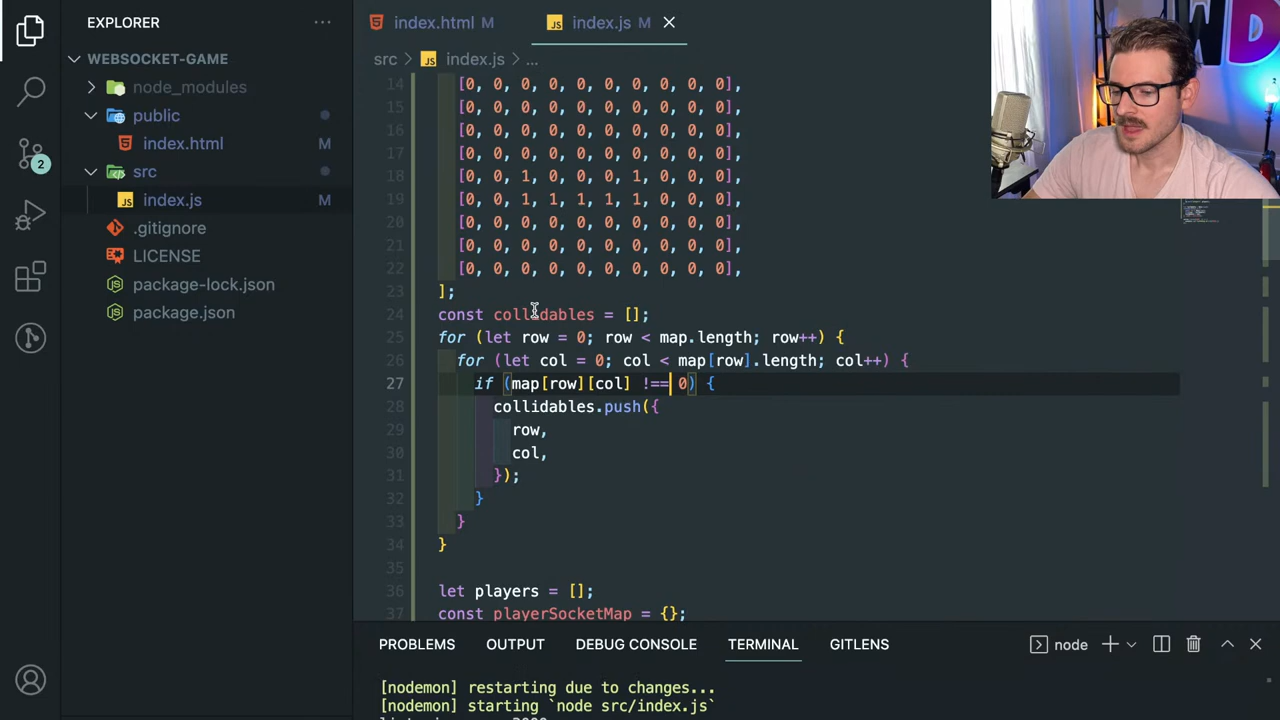 EXPLORER
WEBSOCKET-GAME
node_modules
public
index.html M
src
index.js M
.gitignore
LICENSE
package-lock.json
package.json
2
index.html M
JS index.js M
src > JS index.js > ...
14 [0, 0, 0, 0, 0, 0, 0, 0, 0, 0],
15 [0, 0, 0, 0, 0, 0, 0, 0, 0, 0],
16 [0, 0, 0, 0, 0, 0, 0, 0, 0, 0],
17 [0, 0, 0, 0, 0, 0, 0, 0, 0, 0],
18 [0, 0, 1, 0, 0, 0, 1, 0, 0, 0],
19 [0, 0, 1, 1, 1, 1, 1, 0, 0, 0],
20 [0, 0, 0, 0, 0, 0, 0, 0, 0, 0],
21 [0, 0, 0, 0, 0, 0, 0, 0, 0, 0],
22 [0, 0, 0, 0, 0, 0, 0, 0, 0, 0],
23 ];
24 const collidables = [];
25 for (let row = 0; row < map.length; row++) {
26 for (let col = 0; col < map[row].length; col++) {
27 if (map[row][col] !== 0) {
28 collidables.push({
29 row,
30 col,
31 });
32 }
33 }
34 }
36 let players = [];
37 const playerSocketMap = {};
PROBLEMS OUTPUT DEBUG CONSOLE TERMINAL GITLENS
node
[nodemon] restarting due to changes...
[nodemon] starting `node src/index.js`
WD